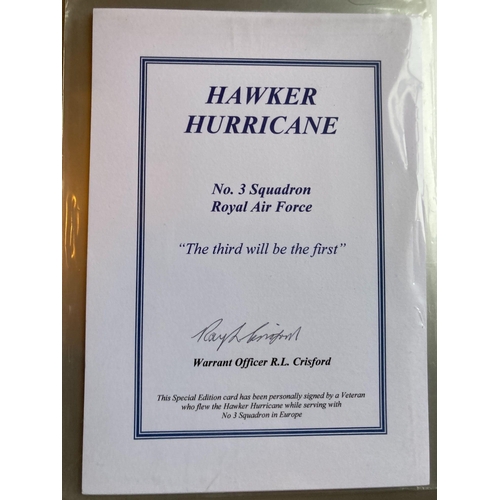 HAWKER
HURRICANE
No. 3 Squadron
Royal Air Force
“The third will be the first”
Ray L Crisford
Warrant Officer R.L. Crisford
This Special Edition card has been personally signed by a Veteran
who flew the Hawker Hurricane while serving with
No 3 Squadron in Europe